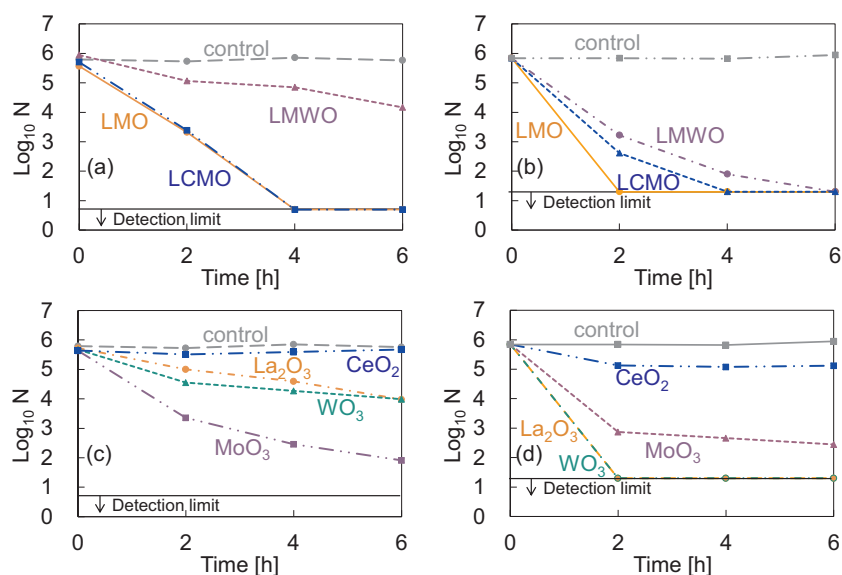 7
6
5
4
3
2
1
0
Log₁₀ N
control
LMWO
LMO
LCMO
(a)
Detection limit
0 2 4 6
Time [h]
7
6
5
4
3
2
1
0
Log₁₀ N
control
LMO
LMWO
LCMO
(b)
Detection limit
0 2 4 6
Time [h]
7
6
5
4
3
2
1
0
Log₁₀ N
control
La₂O₃
CeO₂
WO₃
MoO₃
(c)
Detection limit
0 2 4 6
Time [h]
7
6
5
4
3
2
1
0
Log₁₀ N
control
CeO₂
La₂O₃
MoO₃
WO₃
(d)
Detection limit
0 2 4 6
Time [h]